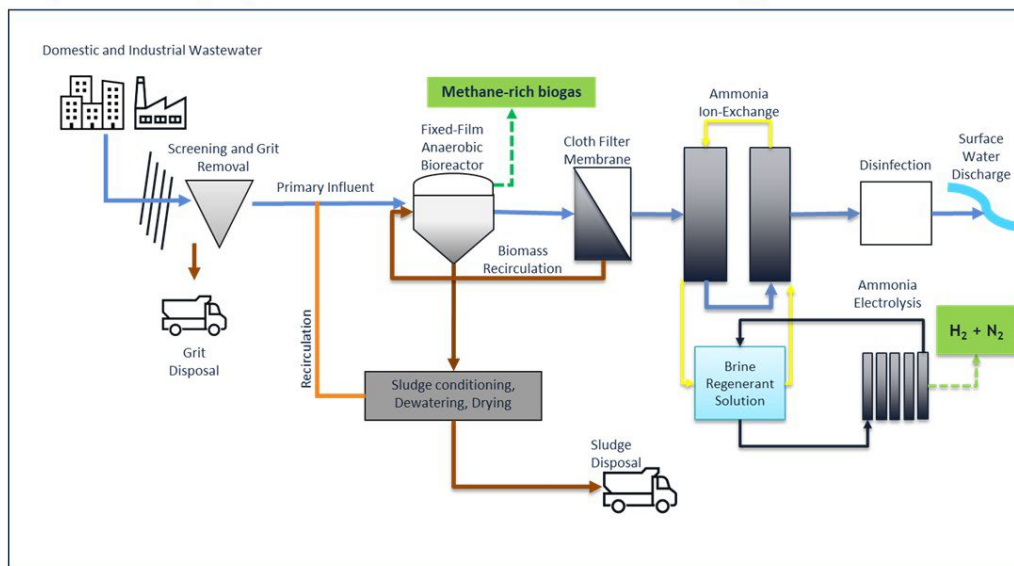 Domestic and Industrial Wastewater
Screening and Grit
Removal
Grit
Disposal
Primary Influent
Recirculation
Methane-rich biogas
Fixed-Film
Anaerobic
Bioreactor
Cloth Filter
Membrane
Biomass
Recirculation
Sludge conditioning,
Dewatering, Drying
Sludge
Disposal
Ammonia
Ion-Exchange
Brine
Regenerant
Solution
Disinfection
Surface
Water
Discharge
Ammonia
Electrolysis
H₂ + N₂